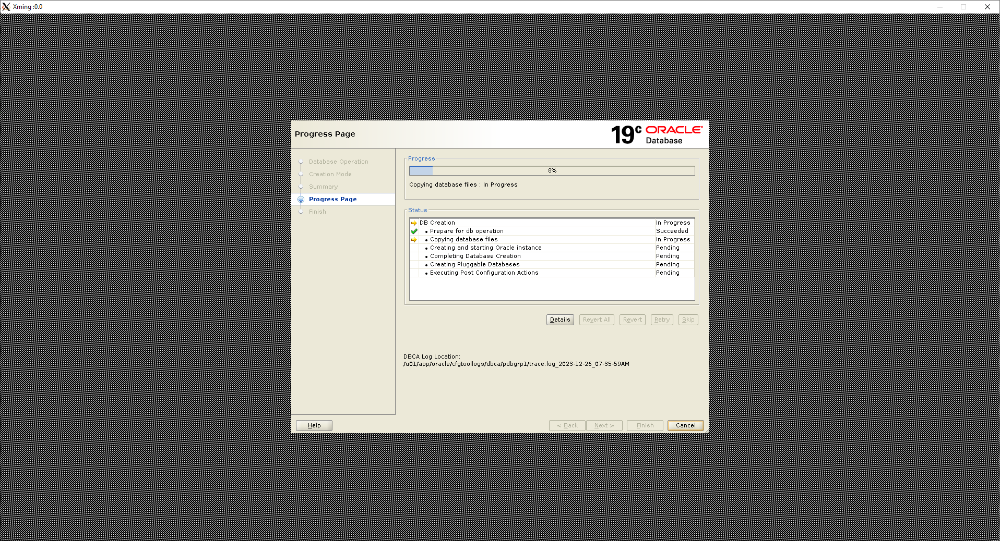 Xming :0.0
Progress Page
19c ORACLE
Database
Database Operation
Creation Mode
Summary
Progress Page
Finish
Progress
8%
Copying database files : In Progress
Status
DB Creation In Progress
• Prepare for db operation Succeeded
• Copying database files In Progress
• Creating and starting Oracle instance Pending
• Completing Database Creation Pending
• Creating Pluggable Databases Pending
• Executing Post Configuration Actions Pending
Details Revert All Revert Retry Skip
DBCA Log Location:
/u01/app/oracle/cfgtoollogs/dbca/pdbgrp1/trace.log_2023-12-26_07-35-59AM
Help < Back Next > Finish Cancel